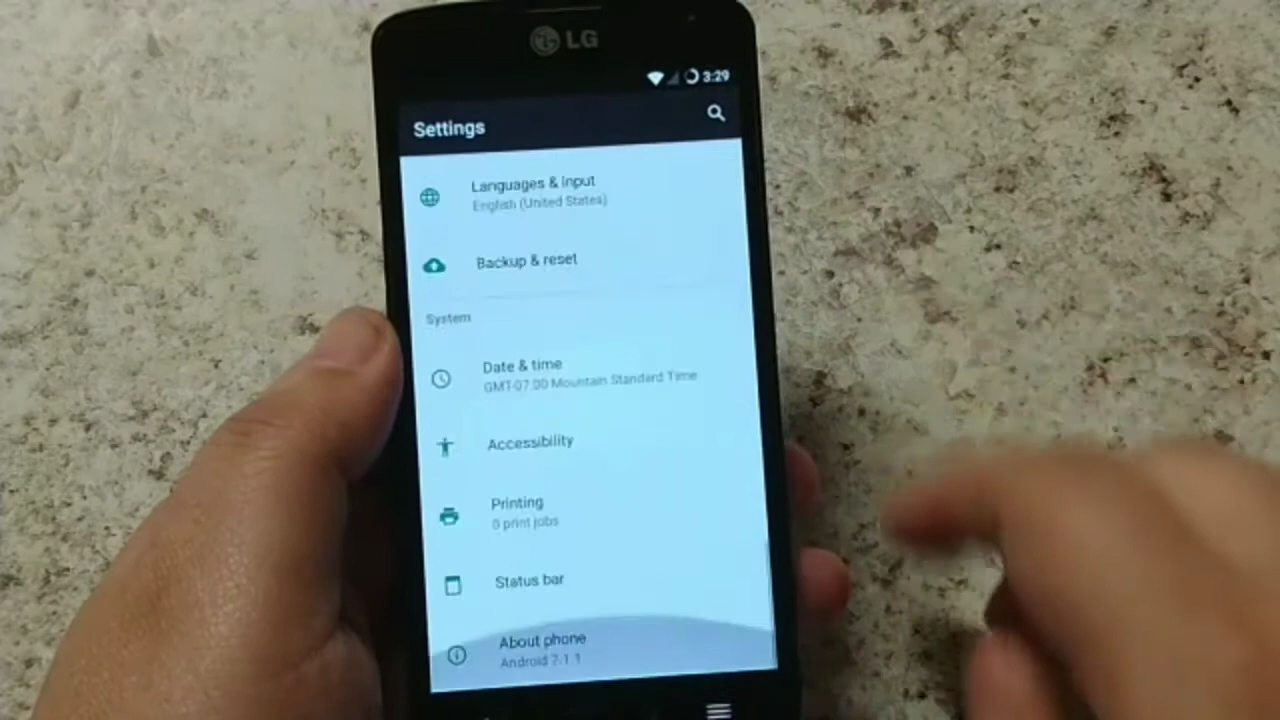 LG
3:29
Settings
Languages & input
English (United States)
Backup & reset
System
Date & time
GMT-07:00 Mountain Standard Time
Accessibility
Printing
0 print jobs
Status bar
About phone
Android 7.1.1